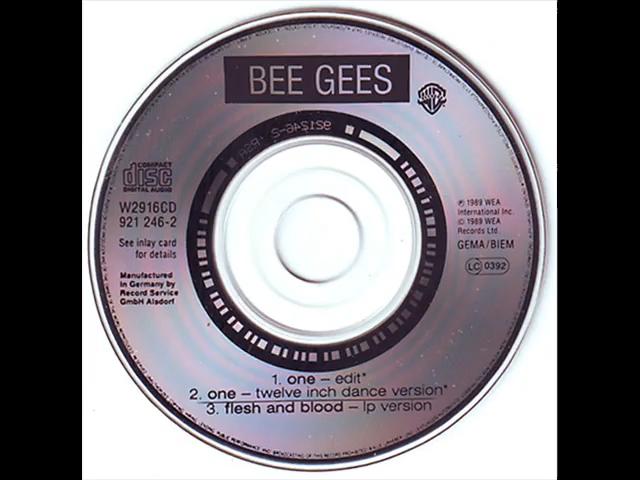 BEE GEES
COMPACT
disc
DIGITAL AUDIO
W2916CD
921 246-2
See inlay card
for details
Manufactured
in Germany by
Record Service
GmbH Alsdorf
℗ 1989 WEA
International Inc.
© 1989 WEA
Records Ltd.
GEMA/BIEM
LC 0392
1. one – edit*
2. one – twelve inch dance version*
3. flesh and blood – lp version